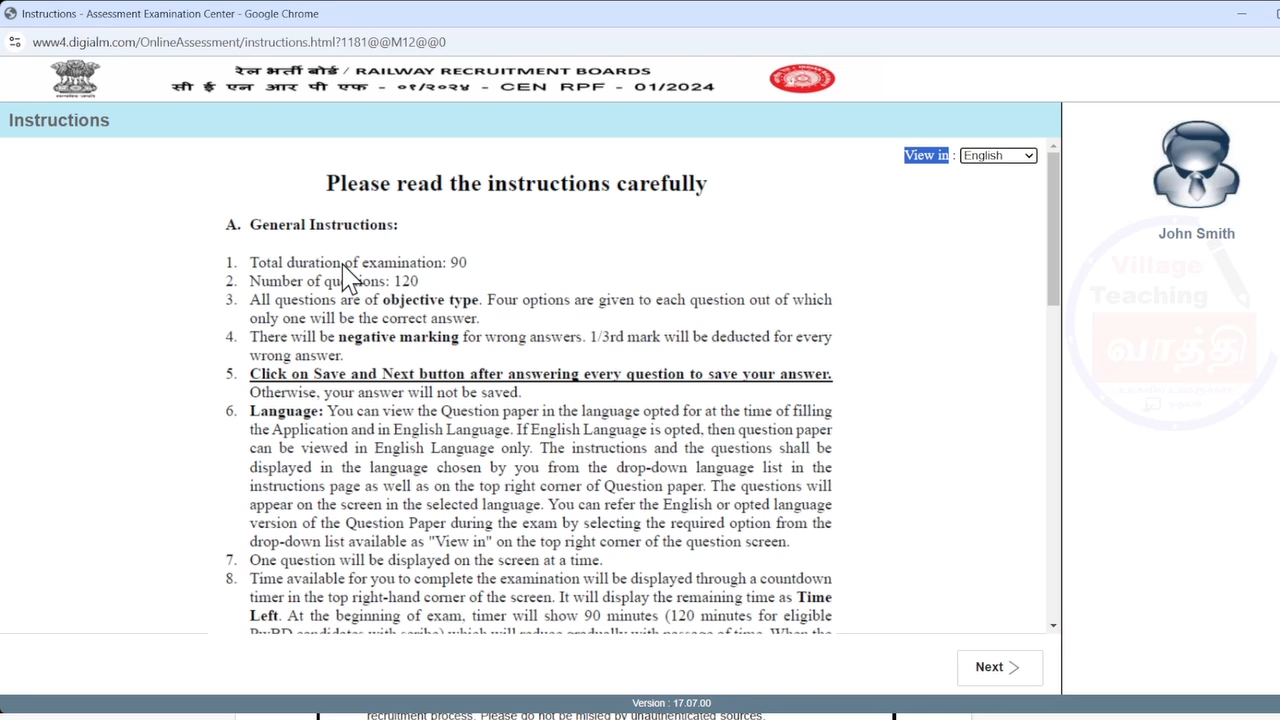 Instructions - Assessment Examination Center - Google Chrome
www4.digialm.com/OnlineAssessment/instructions.html?1181@@M12@@0
रेल भर्ती बोर्ड / RAILWAY RECRUITMENT BOARDS
सी ई एन आर पी एफ - ०१/२०२४ - CEN RPF - 01/2024
Instructions
View in : English
Please read the instructions carefully
A. General Instructions:
1. Total duration of examination: 90
2. Number of questions: 120
3. All questions are of objective type. Four options are given to each question out of which
only one will be the correct answer.
4. There will be negative marking for wrong answers. 1/3rd mark will be deducted for every
wrong answer.
5. Click on Save and Next button after answering every question to save your answer.
Otherwise, your answer will not be saved.
6. Language: You can view the Question paper in the language opted for at the time of filling
the Application and in English Language. If English Language is opted, then question paper
can be viewed in English Language only. The instructions and the questions shall be
displayed in the language chosen by you from the drop-down language list in the
instructions page as well as on the top right corner of Question paper. The questions will
appear on the screen in the selected language. You can refer the English or opted language
version of the Question Paper during the exam by selecting the required option from the
drop-down list available as "View in" on the top right corner of the question screen.
7. One question will be displayed on the screen at a time.
8. Time available for you to complete the examination will be displayed through a countdown
timer in the top right-hand corner of the screen. It will display the remaining time as Time
Left. At the beginning of exam, timer will show 90 minutes (120 minutes for eligible
PwBD candidates with scribe) which will reduce gradually with passage of time. When the
John Smith
Village
Teaching
வாத்தி
Next
Version : 17.07.00
recruitment process. Please do not be misled by unauthenticated sources.